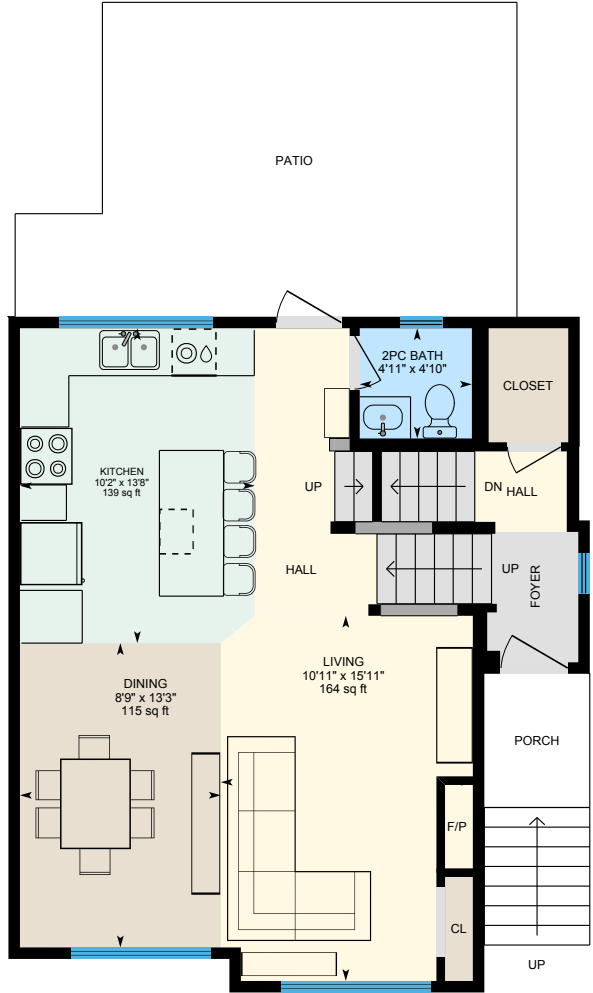 PATIO
2PC BATH
4'11" x 4'10"
CLOSET
KITCHEN
10'2" x 13'8"
139 sq ft
UP
DN
HALL
HALL
UP
FOYER
LIVING
10'11" x 15'11"
164 sq ft
DINING
8'9" x 13'3"
115 sq ft
PORCH
F/P
CL
UP